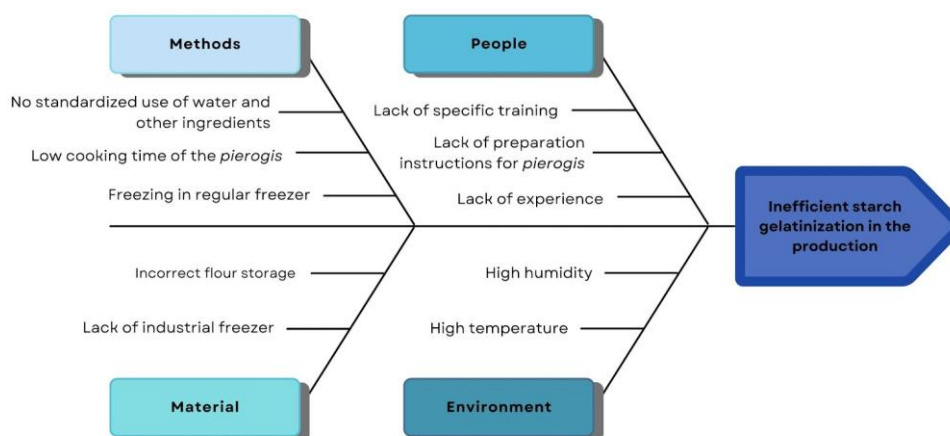 Methods
People
No standardized use of water and
other ingredients
Low cooking time of the pierogis
Freezing in regular freezer
Lack of specific training
Lack of preparation
instructions for pierogis
Lack of experience
Inefficient starch
gelatinization in the
production
Incorrect flour storage
Lack of industrial freezer
High humidity
High temperature
Material
Environment